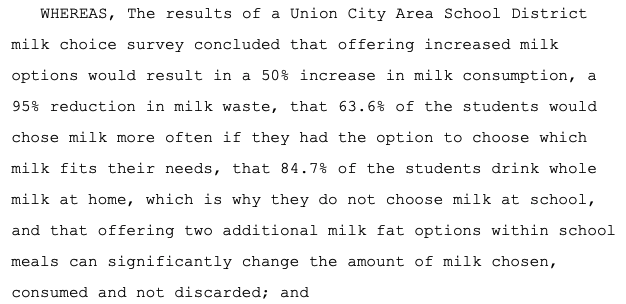 WHEREAS, The results of a Union City Area School District
milk choice survey concluded that offering increased milk
options would result in a 50% increase in milk consumption, a
95% reduction in milk waste, that 63.6% of the students would
chose milk more often if they had the option to choose which
milk fits their needs, that 84.7% of the students drink whole
milk at home, which is why they do not choose milk at school,
and that offering two additional milk fat options within school
meals can significantly change the amount of milk chosen,
consumed and not discarded; and